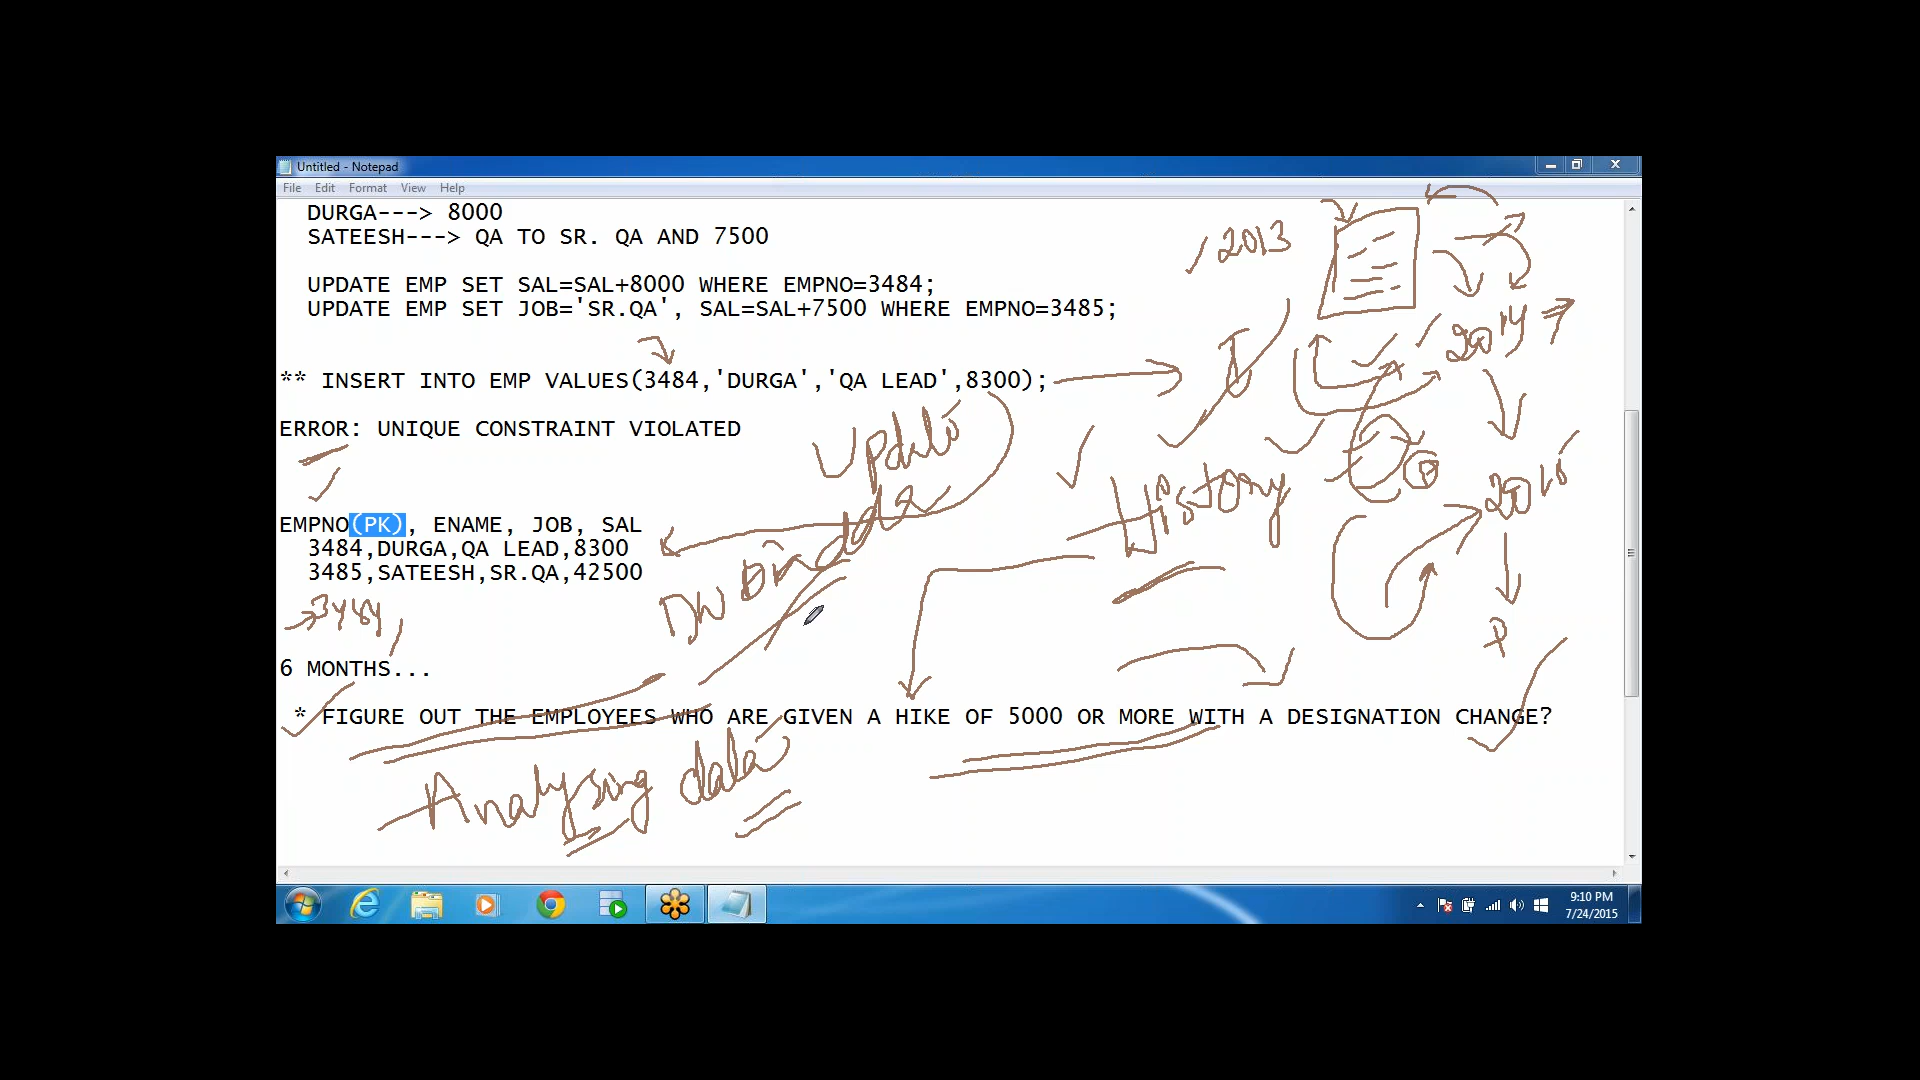 Untitled - Notepad
File Edit Format View Help
DURGA---> 8000
SATEESH---> QA TO SR. QA AND 7500
2013
UPDATE EMP SET SAL=SAL+8000 WHERE EMPNO=3484;
UPDATE EMP SET JOB='SR.QA', SAL=SAL+7500 WHERE EMPNO=3485;
2014
** INSERT INTO EMP VALUES(3484,'DURGA','QA LEAD',8300);
ERROR: UNIQUE CONSTRAINT VIOLATED
Update
History
EMPNO(PK), ENAME, JOB, SAL
3484,DURGA,QA LEAD,8300
3485,SATEESH,SR.QA,42500
3484,
6 MONTHS...
* FIGURE OUT THE EMPLOYEES WHO ARE GIVEN A HIKE OF 5000 OR MORE WITH A DESIGNATION CHANGE?
Analysing data
9:10 PM
7/24/2015